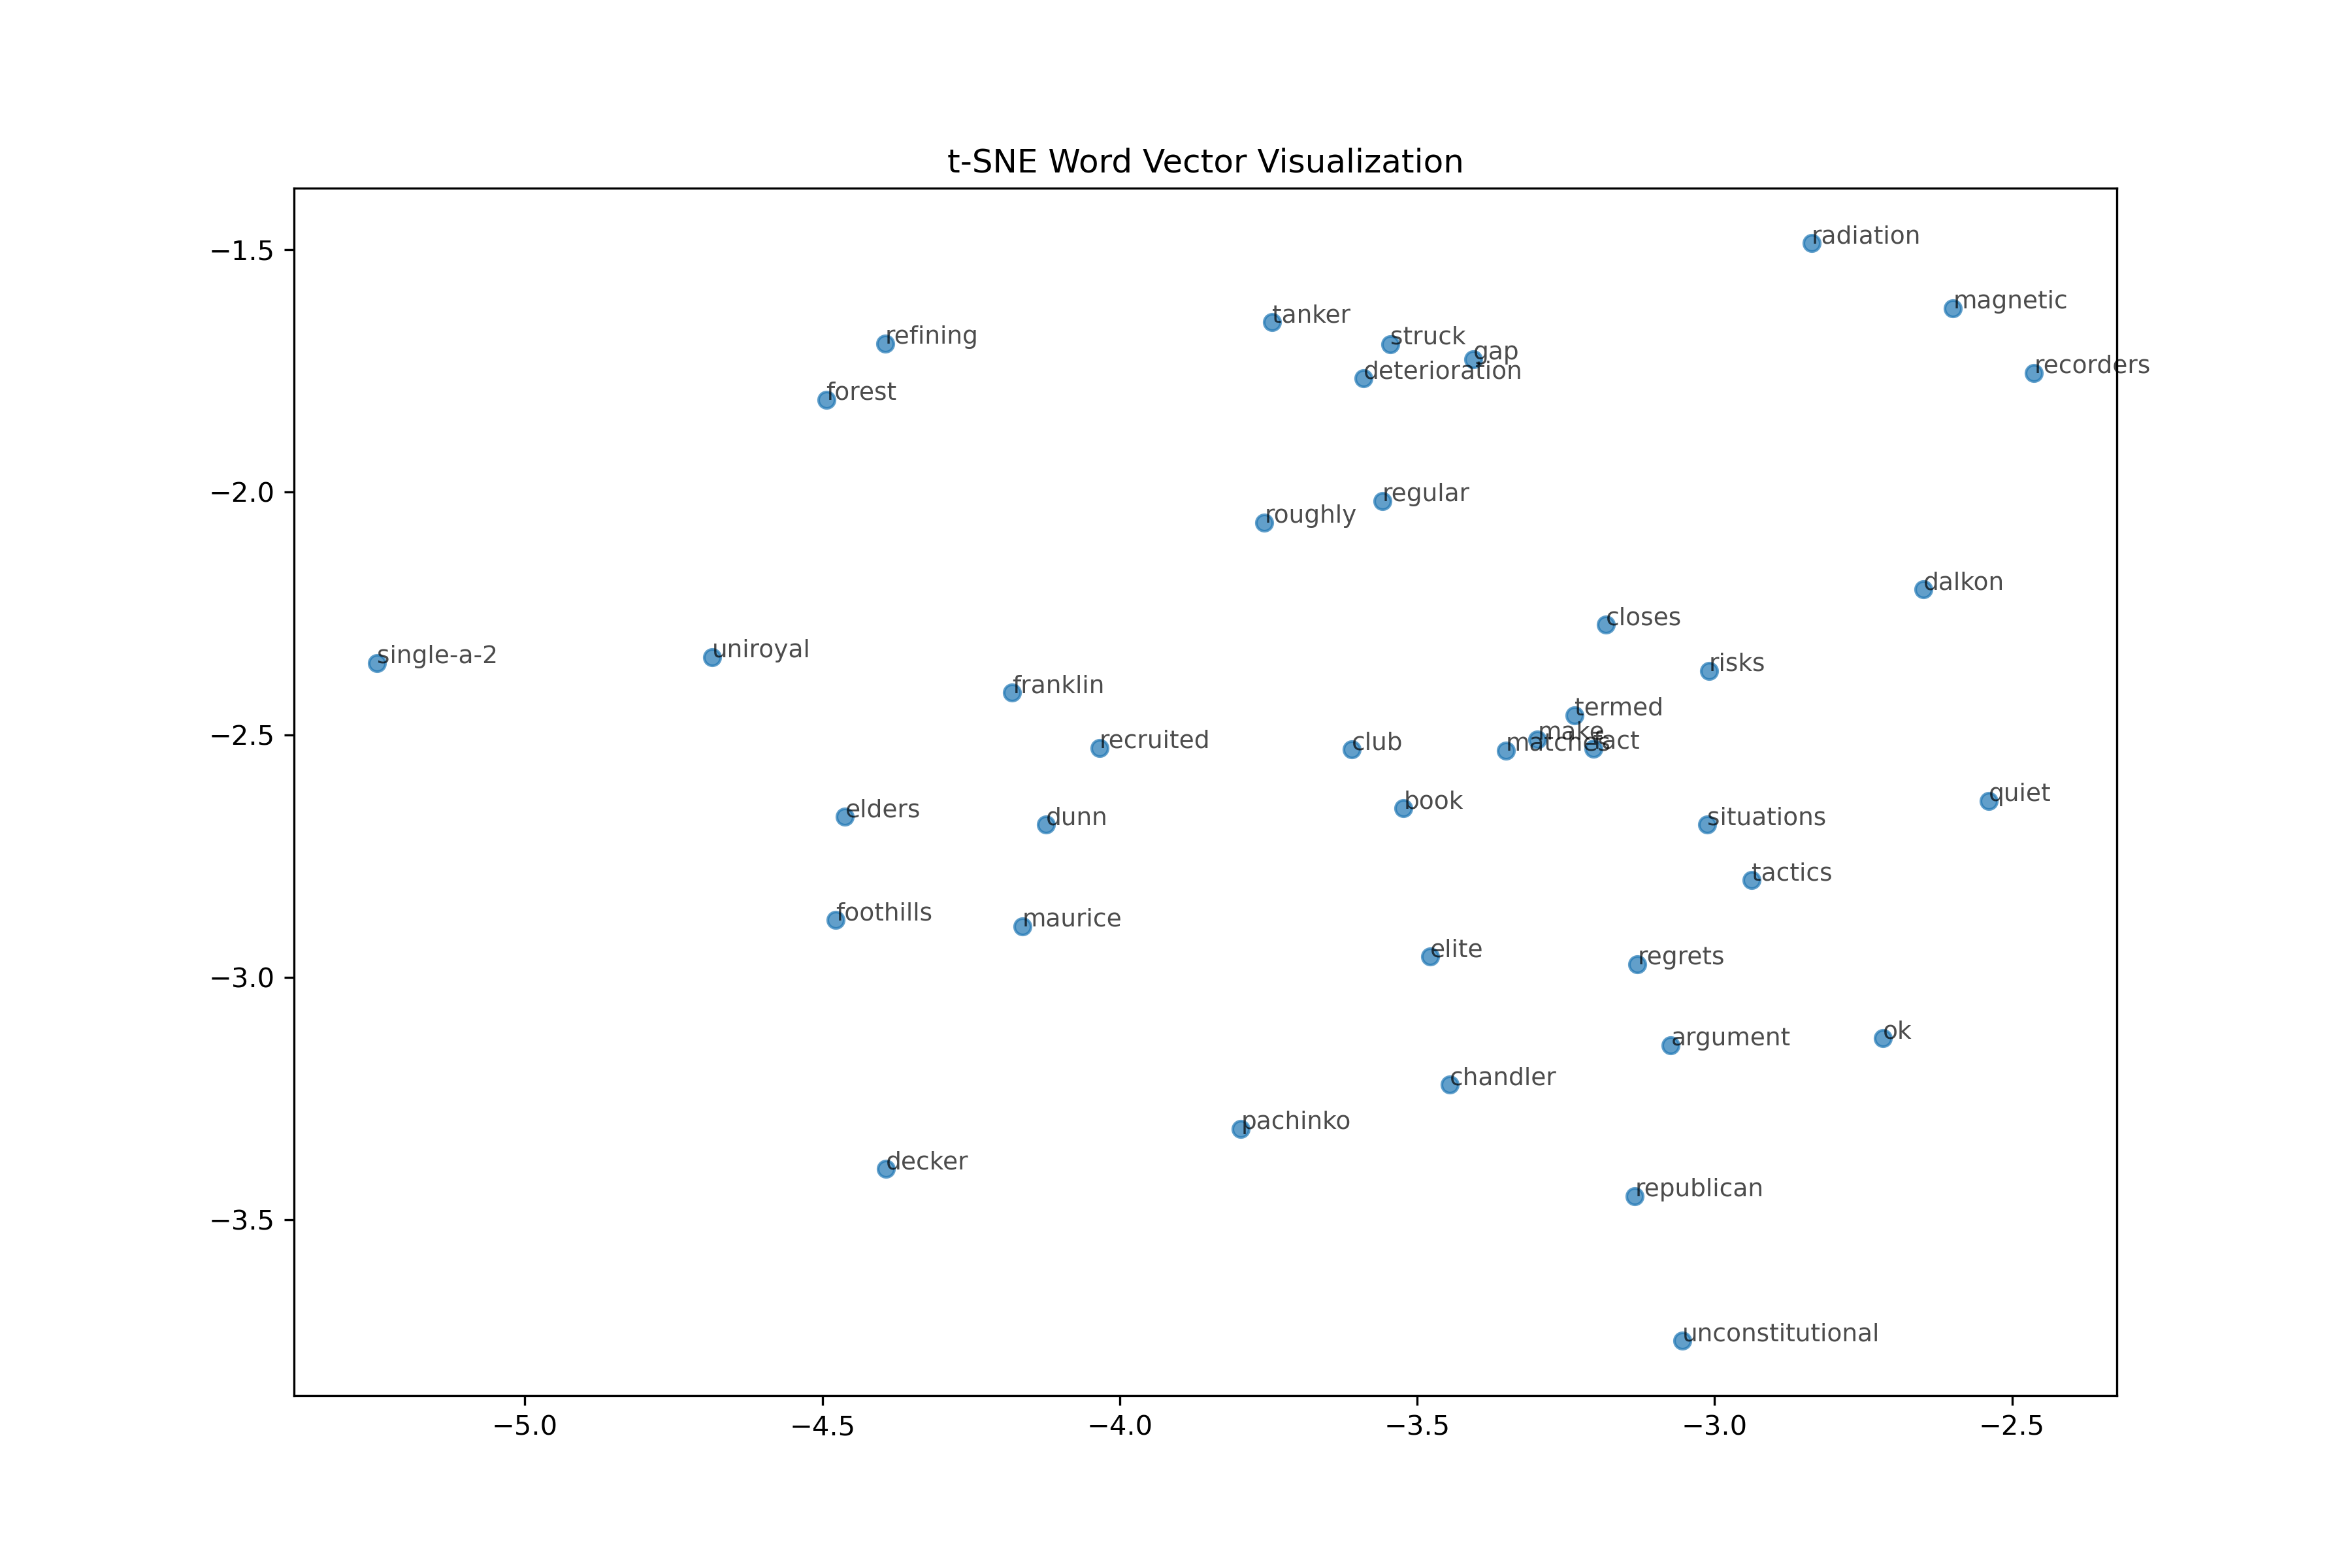 t-SNE Word Vector Visualization
radiation
magnetic
tanker
struck
refining
gap
recorders
deterioration
forest
regular
roughly
dalkon
closes
uniroyal
single-a-2
risks
franklin
termed
make
recruited
club
matches
fact
quiet
book
elders
dunn
situations
tactics
foothills
maurice
elite
regrets
ok
argument
chandler
pachinko
decker
republican
unconstitutional
−1.5
−2.0
−2.5
−3.0
−3.5
−5.0 −4.5 −4.0 −3.5 −3.0 −2.5